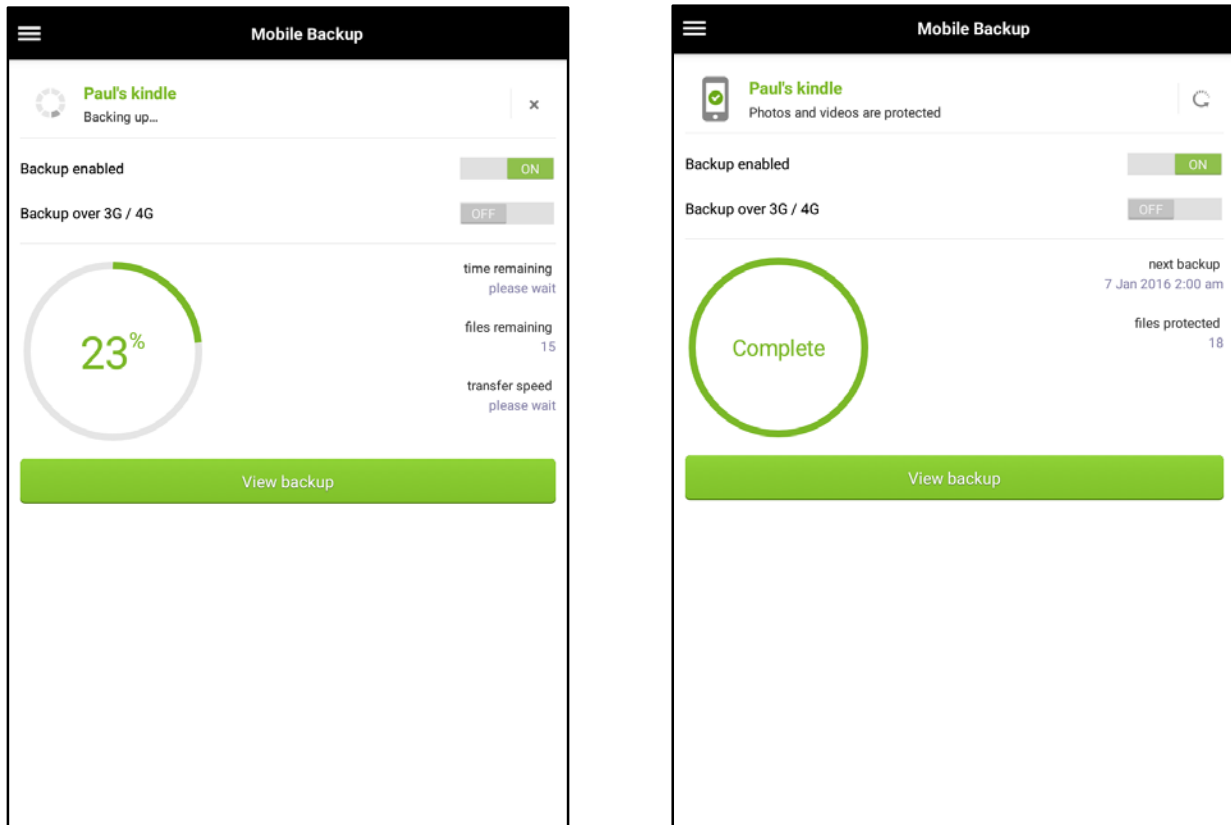 Mobile Backup
Paul's kindle
Backing up...
Backup enabled
ON
Backup over 3G / 4G
OFF
23%
time remaining
please wait
files remaining
15
transfer speed
please wait
View backup
Mobile Backup
Paul's kindle
Photos and videos are protected
Backup enabled
ON
Backup over 3G / 4G
OFF
Complete
next backup
7 Jan 2016 2:00 am
files protected
18
View backup